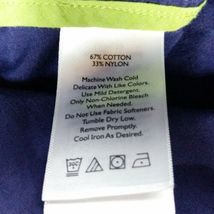 67% COTTON
33% NYLON
Machine Wash Cold
Delicate With Like Colors.
Use Mild Detergent.
Only Non-Chlorine Bleach
When Needed.
Do Not Use Fabric Softeners.
Tumble Dry Low.
Remove Promptly.
Cool Iron As Desired.